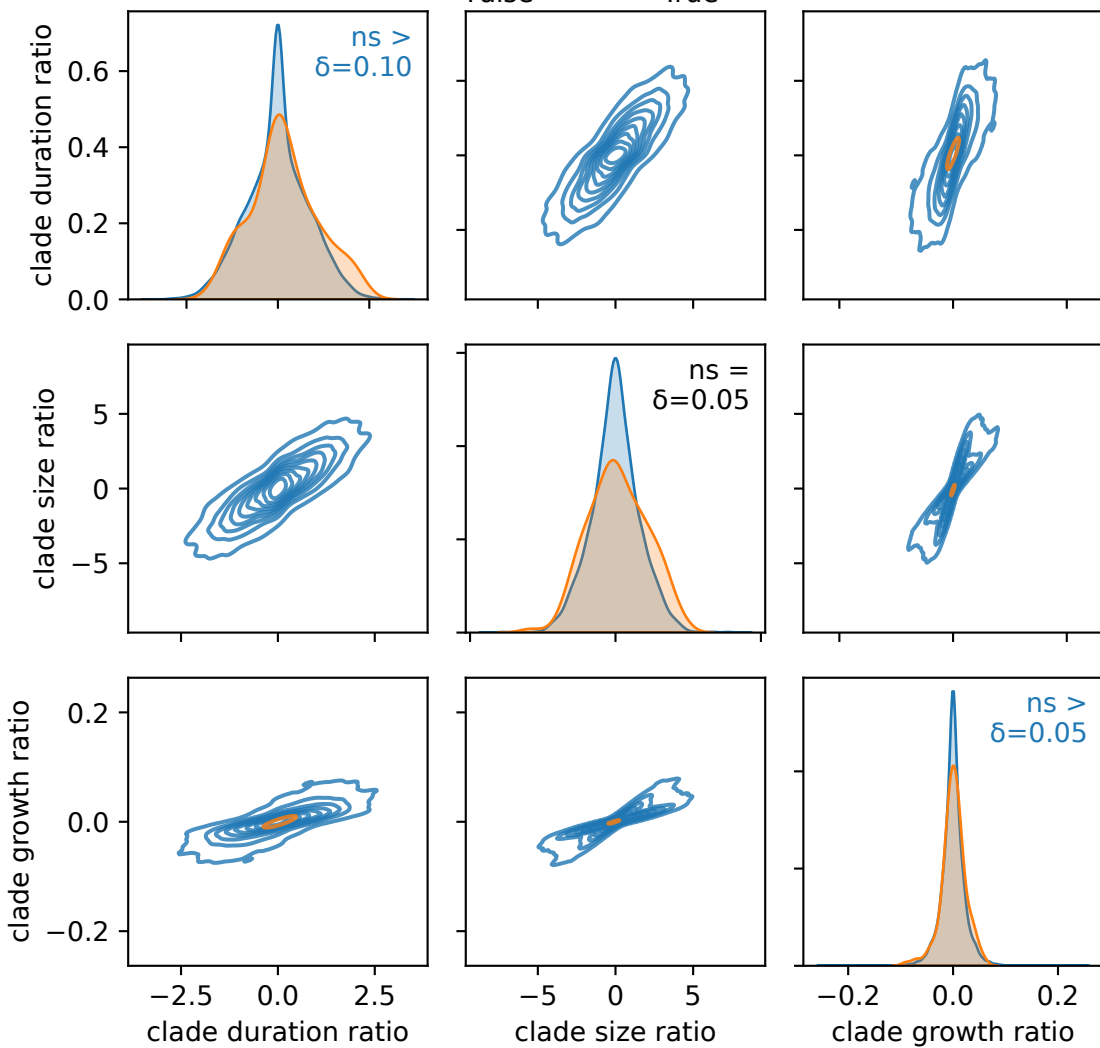 True
clade duration ratio
0.6
0.4
0.2
0.0
ns >
δ=0.10
clade size ratio
5
0
−5
ns =
δ=0.05
clade growth ratio
0.2
0.0
−0.2
ns >
δ=0.05
−2.5 0.0 2.5
clade duration ratio
−5 0 5
clade size ratio
−0.2 0.0 0.2
clade growth ratio